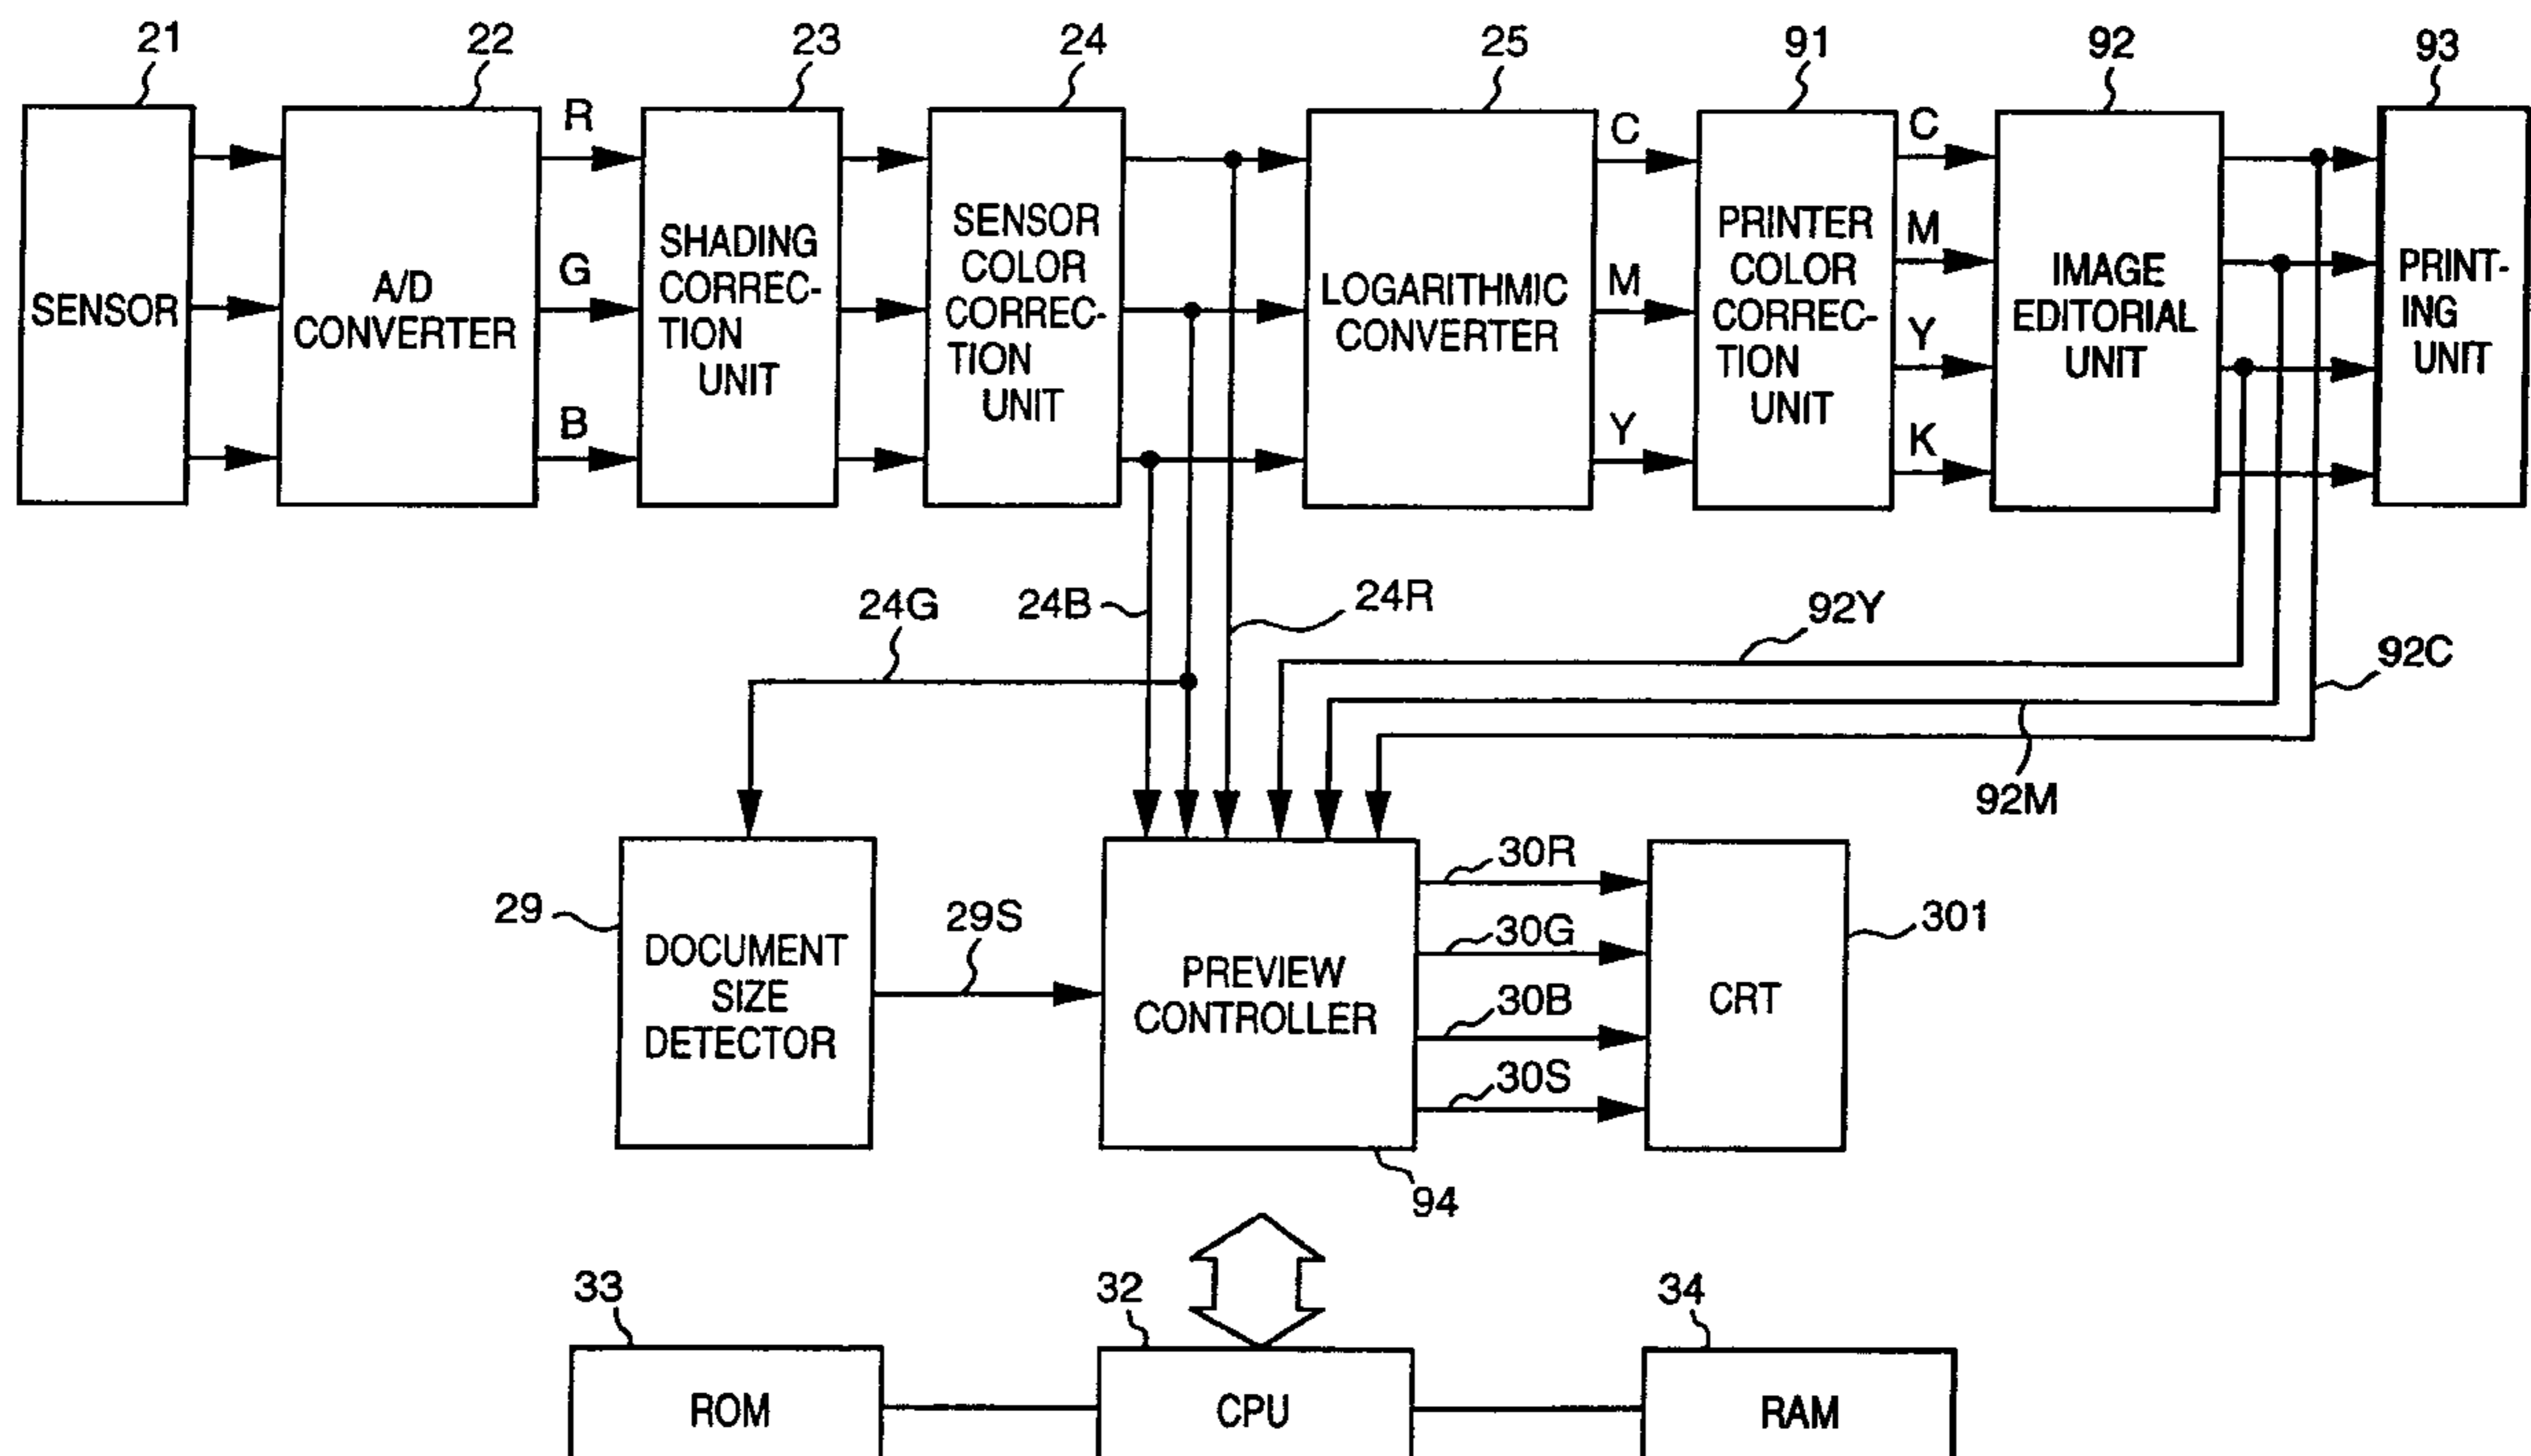 21 22 23 24 25 91 92 93
SENSOR
A/D
CONVERTER
R
G
B
SHADING
CORREC-
TION
UNIT
SENSOR
COLOR
CORREC-
TION
UNIT
LOGARITHMIC
CONVERTER
C
M
Y
PRINTER
COLOR
CORREC-
TION
UNIT
C
M
Y
K
IMAGE
EDITORIAL
UNIT
PRINT-
ING
UNIT
24G 24B 24R 92Y 92C
92M
29
DOCUMENT
SIZE
DETECTOR
29S
PREVIEW
CONTROLLER
94
30R
30G
30B
30S
CRT
301
33 32 34
ROM
CPU
RAM